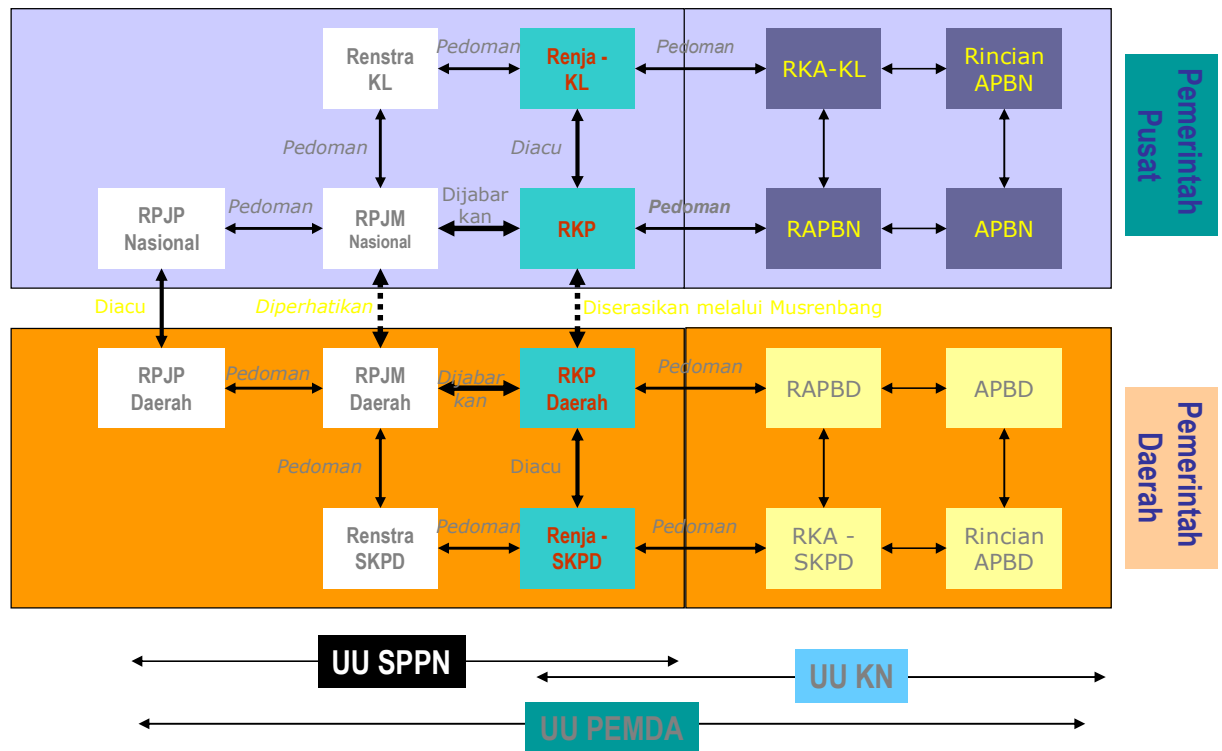 Renstra
KL
Pedoman
Renja -
KL
Pedoman
RKA-KL
Rincian
APBN
Pemerintah
Pusat
Pedoman
Diacu
RPJP
Nasional
Pedoman
RPJM
Nasional
Dijabar
kan
RKP
Pedoman
RAPBN
APBN
Diacu
Diperhatikan
Diserasikan melalui Musrenbang
RPJP
Daerah
Pedoman
RPJM
Daerah
Dijabar
kan
RKP
Daerah
Pedoman
RAPBD
APBD
Pemerintah
Daerah
Pedoman
Diacu
Renstra
SKPD
Pedoman
Renja -
SKPD
Pedoman
RKA -
SKPD
Rincian
APBD
UU SPPN
UU KN
UU PEMDA